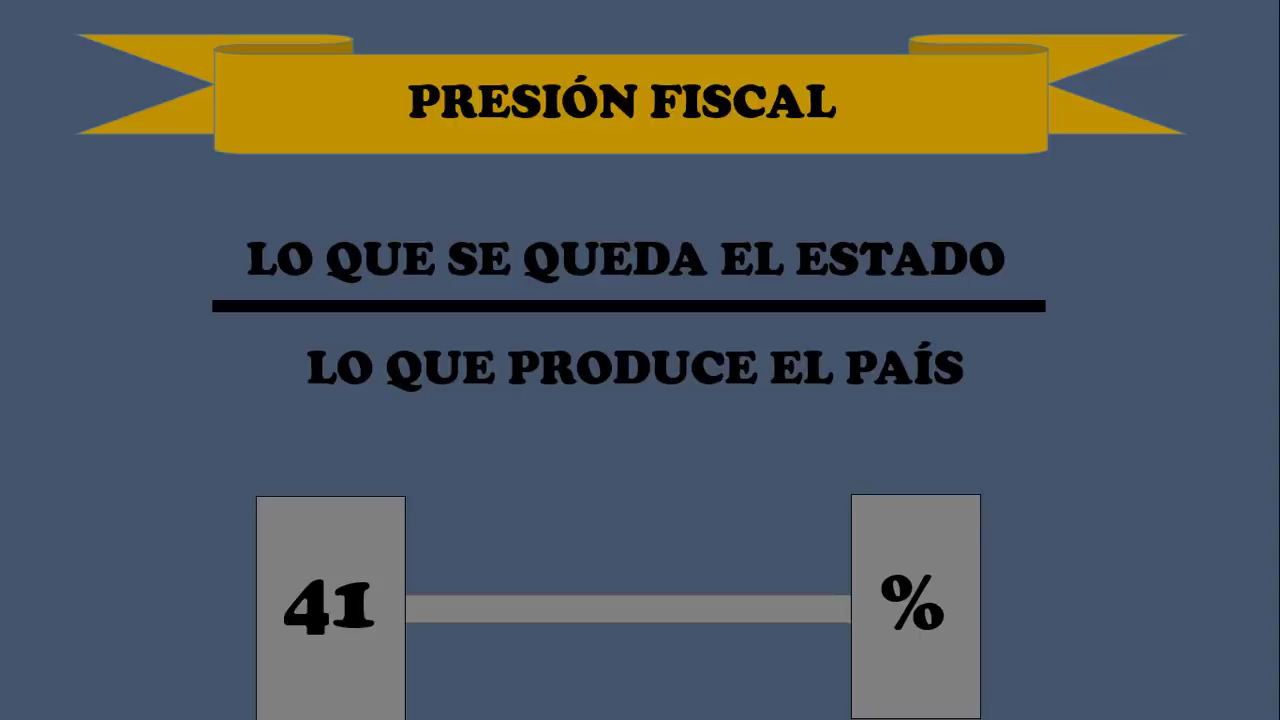 PRESIÓN FISCAL
LO QUE SE QUEDA EL ESTADO
LO QUE PRODUCE EL PAÍS
41 %